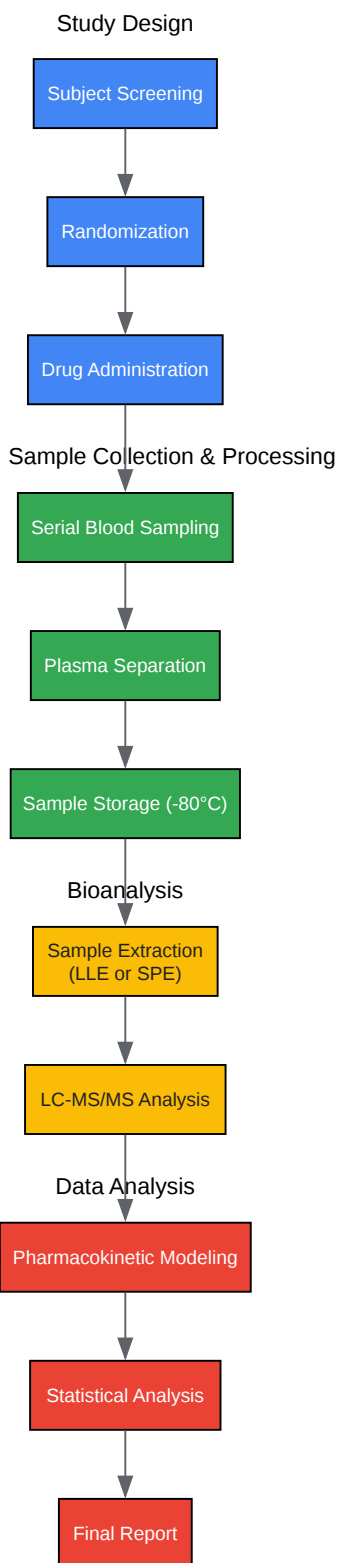 Study Design
Subject Screening
Randomization
Drug Administration
Sample Collection & Processing
Serial Blood Sampling
Plasma Separation
Sample Storage (-80°C)
Bioanalysis
Sample Extraction
(LLE or SPE)
LC-MS/MS Analysis
Data Analysis
Pharmacokinetic Modeling
Statistical Analysis
Final Report